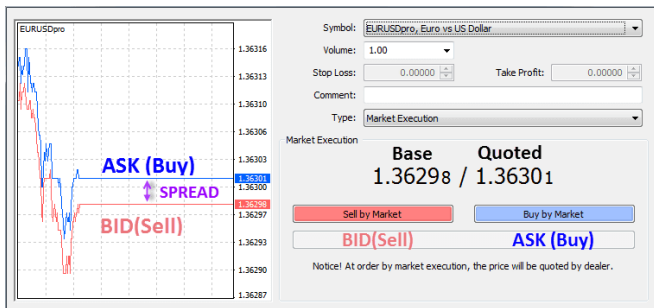 EURUSDpro
1.36316
1.36313
1.36310
1.36306
1.36303
1.36301
1.36300
1.36298
1.36297
1.36293
1.36290
1.36287
ASK (Buy)
SPREAD
BID(Sell)
Symbol: EURUSDpro, Euro vs US Dollar
Volume: 1.00
Stop Loss: 0.00000 Take Profit: 0.00000
Comment:
Type: Market Execution
Market Execution
Base Quoted
1.36298 / 1.36301
Sell by Market Buy by Market
BID(Sell) ASK (Buy)
Notice! At order by market execution, the price will be quoted by dealer.